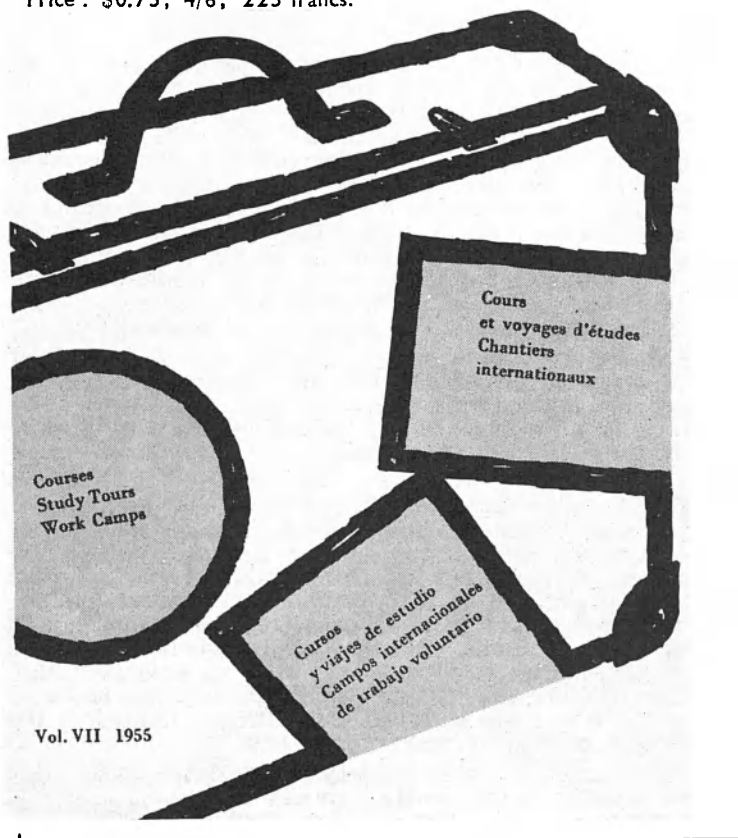 Price : $0.75; 4/6; 225 francs.
Cours
et voyages d'études
Chantiers
internationaux
Courses
Study Tours
Work Camps
Cursos
y viajes de estudio
Campos internacionales
de trabajo voluntario
Vol. VII 1955